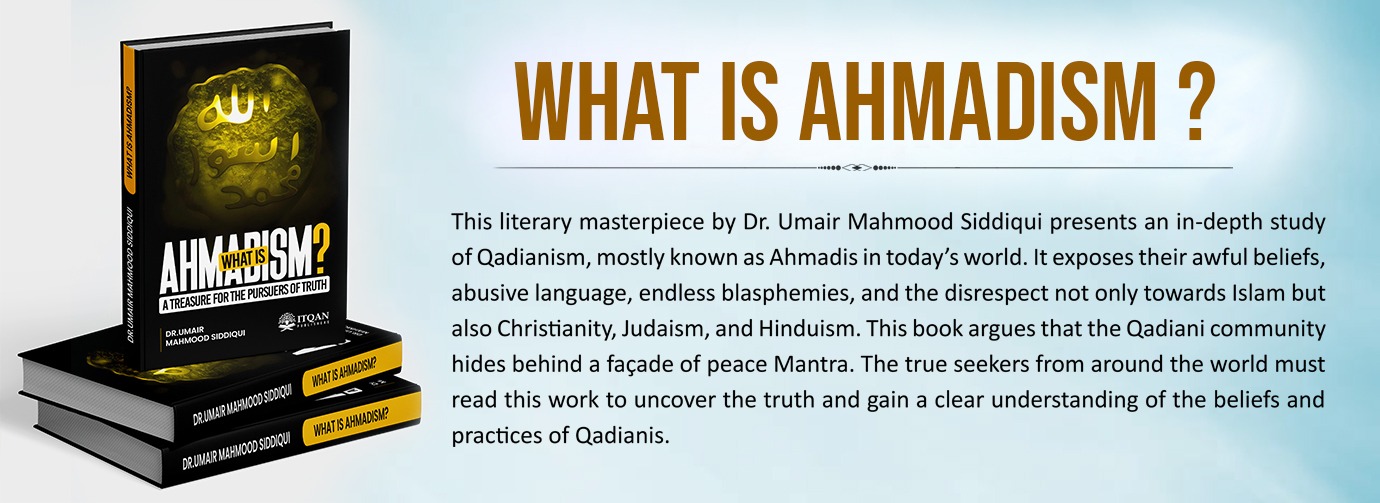 WHAT IS AHMADISM ?
This literary masterpiece by Dr. Umair Mahmood Siddiqui presents an in-depth study
of Qadianism, mostly known as Ahmadis in today’s world. It exposes their awful beliefs,
abusive language, endless blasphemies, and the disrespect not only towards Islam but
also Christianity, Judaism, and Hinduism. This book argues that the Qadiani community
hides behind a façade of peace Mantra. The true seekers from around the world must
read this work to uncover the truth and gain a clear understanding of the beliefs and
practices of Qadianis.
الله
رسول
محمد
WHAT IS
AHMADISM?
A TREASURE FOR THE PURSUERS OF TRUTH
DR.UMAIR
MAHMOOD SIDDIQUI
ITQAN
PUBLISHERS
WHAT IS AHMADISM?
DR.UMAIR MAHMOOD SIDDIQUI
DR.UMAIR MAHMOOD SIDDIQUI WHAT IS AHMADISM?
DR.UMAIR MAHMOOD SIDDIQUI WHAT IS AHMADISM?